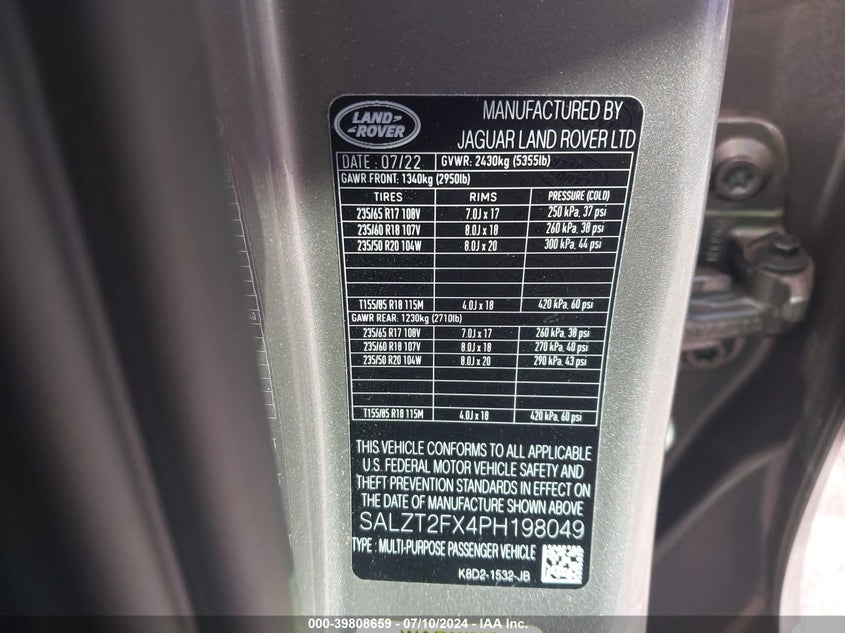 LAND ROVER
MANUFACTURED BY
JAGUAR LAND ROVER LTD
DATE: 07/22 GVWR: 2430kg (5355lb)
GAWR FRONT: 1340kg (2950lb)
TIRES RIMS PRESSURE (COLD)
235/65 R17 108V 7.0J x 17 250 kPa, 37 psi
235/60 R18 107V 8.0J x 18 260 kPa, 38 psi
235/50 R20 104W 8.0J x 20 300 kPa, 44 psi
T155/85 R18 115M 4.0J x 18 420 kPa, 60 psi
GAWR REAR: 1230kg (2710lb)
235/65 R17 108V 7.0J x 17 260 kPa, 38 psi
235/60 R18 107V 8.0J x 18 270 kPa, 40 psi
235/50 R20 104W 8.0J x 20 290 kPa, 43 psi
T155/85 R18 115M 4.0J x 18 420 kPa, 60 psi
THIS VEHICLE CONFORMS TO ALL APPLICABLE
U.S. FEDERAL MOTOR VEHICLE SAFETY AND
THEFT PREVENTION STANDARDS IN EFFECT ON
THE DATE OF MANUFACTURE SHOWN ABOVE
SALZT2FX4PH198049
TYPE : MULTI-PURPOSE PASSENGER VEHICLE
K8D2-1532-JB
000-39808659 - 07/10/2024 - IAA Inc.